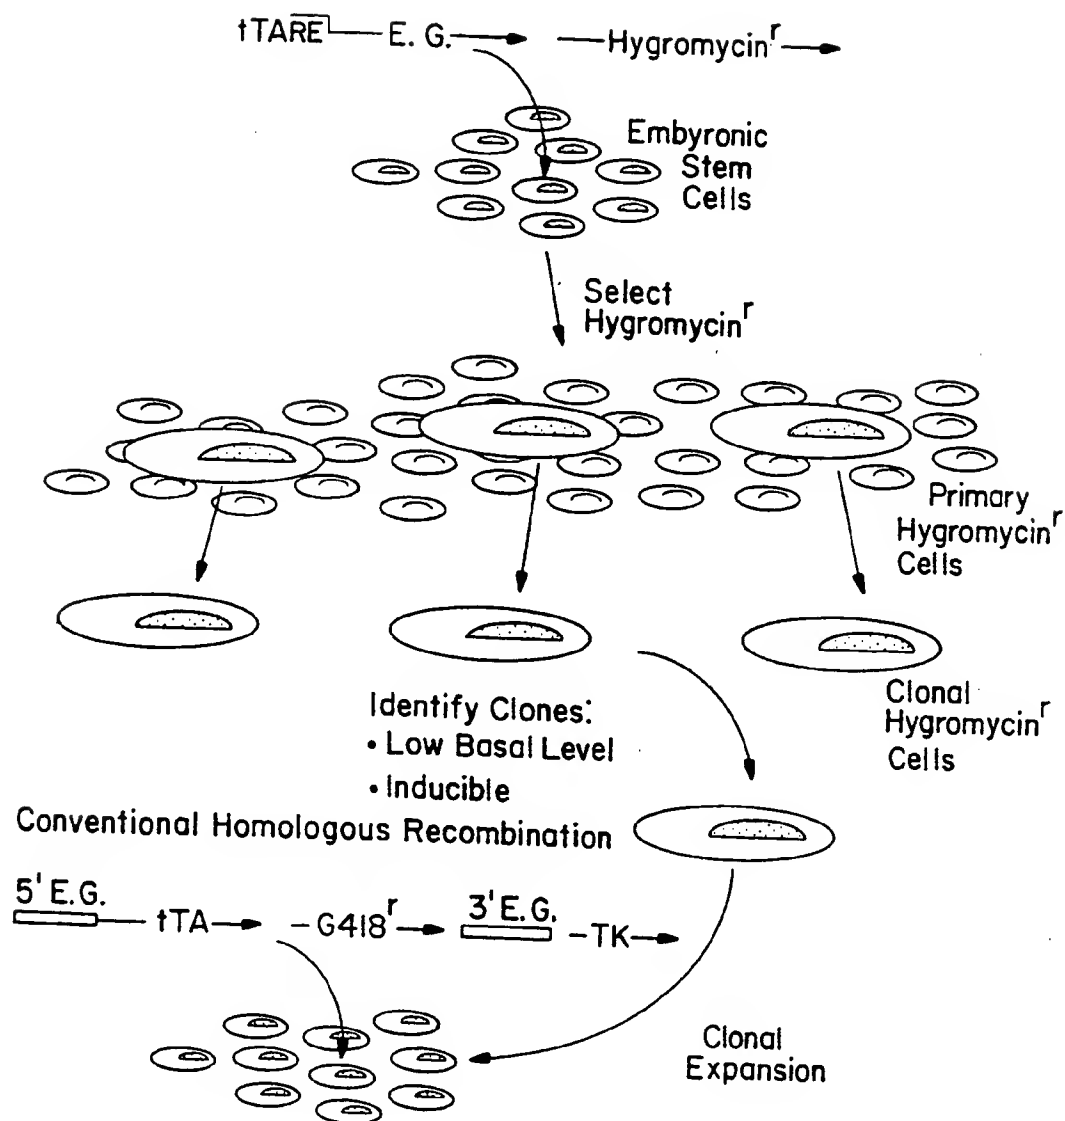 tTARE E. G. Hygromycin^r
Embyronic
Stem
Cells
Select
Hygromycin^r
Primary
Hygromycin^r
Cells
Clonal
Hygromycin^r
Cells
Identify Clones:
• Low Basal Level
• Inducible
Conventional Homologous Recombination
5' E.G. tTA -G418^r 3' E.G. -TK
Clonal
Expansion